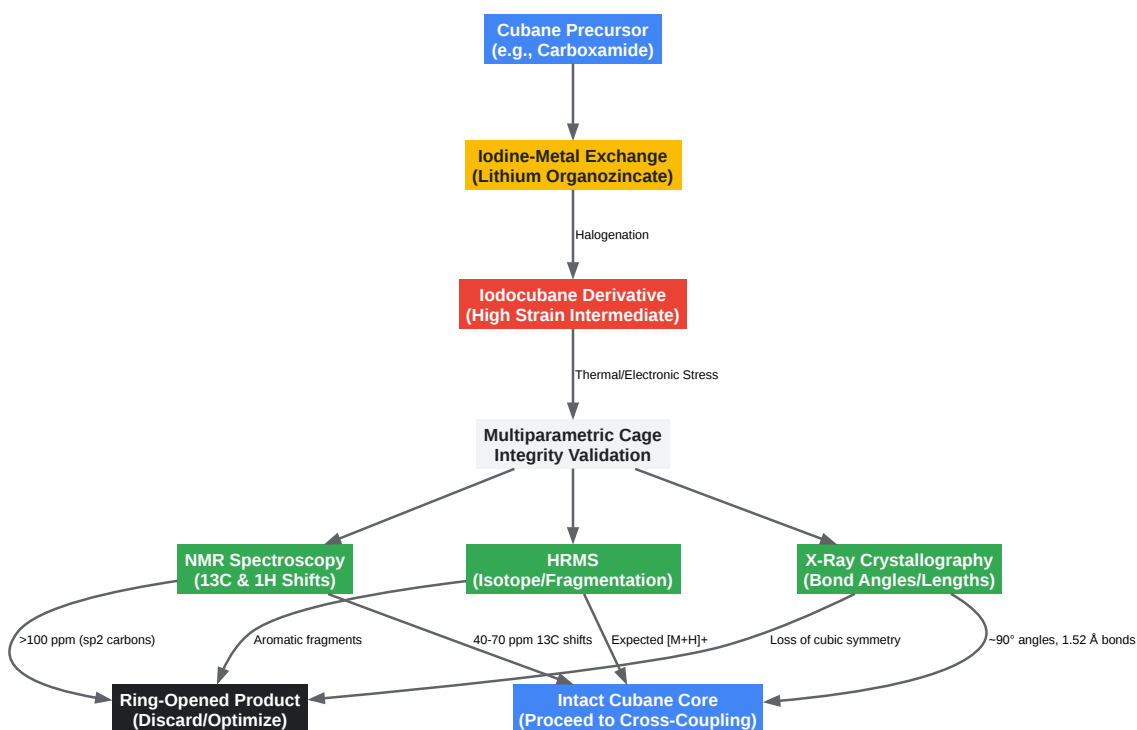 Cubane Precursor
(e.g., Carboxamide)
Iodine-Metal Exchange
(Lithium Organozincate)
Halogenation
Iodocubane Derivative
(High Strain Intermediate)
Thermal/Electronic Stress
Multiparametric Cage
Integrity Validation
NMR Spectroscopy
(13C & 1H Shifts)
HRMS
(Isotope/Fragmentation)
X-Ray Crystallography
(Bond Angles/Lengths)
>100 ppm (sp2 carbons)
Aromatic fragments
40-70 ppm 13C shifts
Expected [M+H]+
Loss of cubic symmetry
~90° angles, 1.52 Å bonds
Ring-Opened Product
(Discard/Optimize)
Intact Cubane Core
(Proceed to Cross-Coupling)